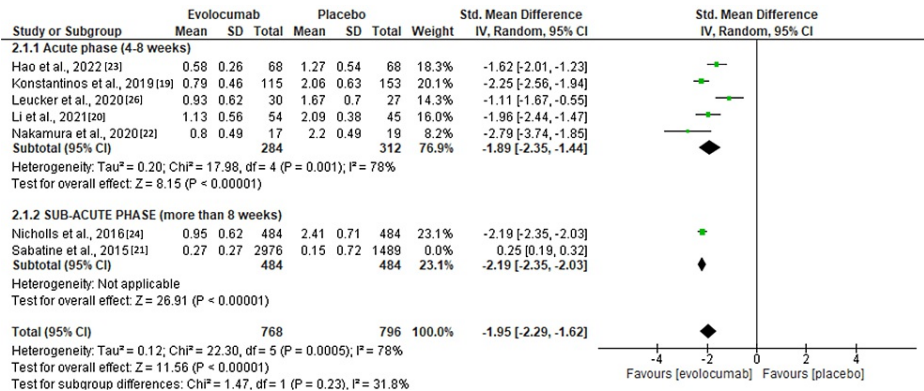 Evolocumab Placebo Std. Mean Difference Std. Mean Difference
Study or Subgroup Mean SD Total Mean SD Total Weight IV, Random, 95% CI IV, Random, 95% CI
2.1.1 Acute phase (4-8 weeks)
Hao et al., 2022 [23] 0.58 0.26 68 1.27 0.54 68 18.3% -1.62 [-2.01, -1.23]
Konstantinos et al., 2019 [19] 0.79 0.46 115 2.06 0.63 153 20.1% -2.25 [-2.56, -1.94]
Leucker et al., 2020 [26] 0.93 0.62 30 1.67 0.7 27 14.3% -1.11 [-1.67, -0.55]
Li et al., 2021 [20] 1.13 0.56 54 2.09 0.38 45 15.0% -1.96 [-2.44, -1.47]
Nakamura et al., 2020 [22] 0.8 0.49 17 2.2 0.49 19 8.2% -2.79 [-3.74, -1.85]
Subtotal (95% CI) 284 312 76.9% -1.89 [-2.35, -1.44]
Heterogeneity: Tau² = 0.20; Chi² = 17.98, df = 4 (P = 0.001); I² = 78%
Test for overall effect: Z = 8.15 (P < 0.00001)
2.1.2 SUB-ACUTE PHASE (more than 8 weeks)
Nicholls et al., 2016 [24] 0.95 0.62 484 2.41 0.71 484 23.1% -2.19 [-2.35, -2.03]
Sabatine et al., 2015 [21] 0.27 0.27 2976 0.15 0.72 1489 0.0% 0.25 [0.19, 0.32]
Subtotal (95% CI) 484 484 23.1% -2.19 [-2.35, -2.03]
Heterogeneity: Not applicable
Test for overall effect: Z = 26.91 (P < 0.00001)
Total (95% CI) 768 796 100.0% -1.95 [-2.29, -1.62]
Heterogeneity: Tau² = 0.12; Chi² = 22.30, df = 5 (P = 0.0005); I² = 78%
Test for overall effect: Z = 11.56 (P < 0.00001)
Test for subgroup differences: Chi² = 1.47, df = 1 (P = 0.23), I² = 31.8%
-4 -2 0 2 4
Favours [evolocumab] Favours [placebo]